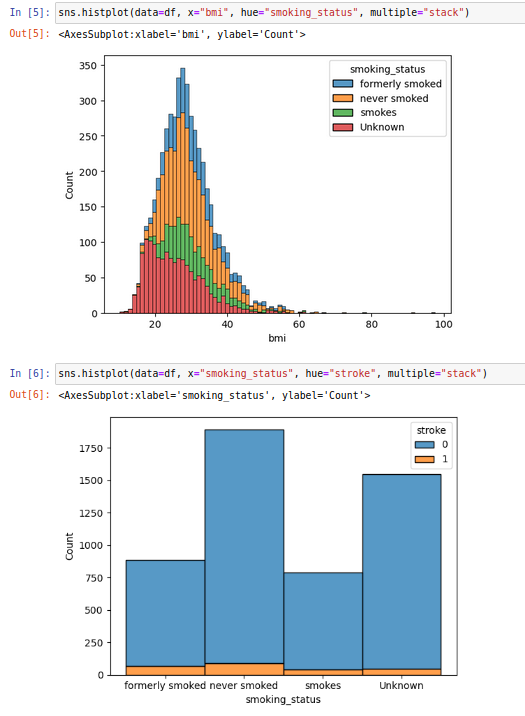 In [5]: sns.histplot(data=df, x="bmi", hue="smoking_status", multiple="stack")
Out[5]: <AxesSubplot:xlabel='bmi', ylabel='Count'>
smoking_status
formerly smoked
never smoked
smokes
Unknown
350
300
250
200
150
100
50
0
Count
20 40 60 80 100
bmi
In [6]: sns.histplot(data=df, x="smoking_status", hue="stroke", multiple="stack")
Out[6]: <AxesSubplot:xlabel='smoking_status', ylabel='Count'>
stroke
0
1
1750
1500
1250
1000
750
500
250
0
Count
formerly smoked never smoked smokes Unknown
smoking_status